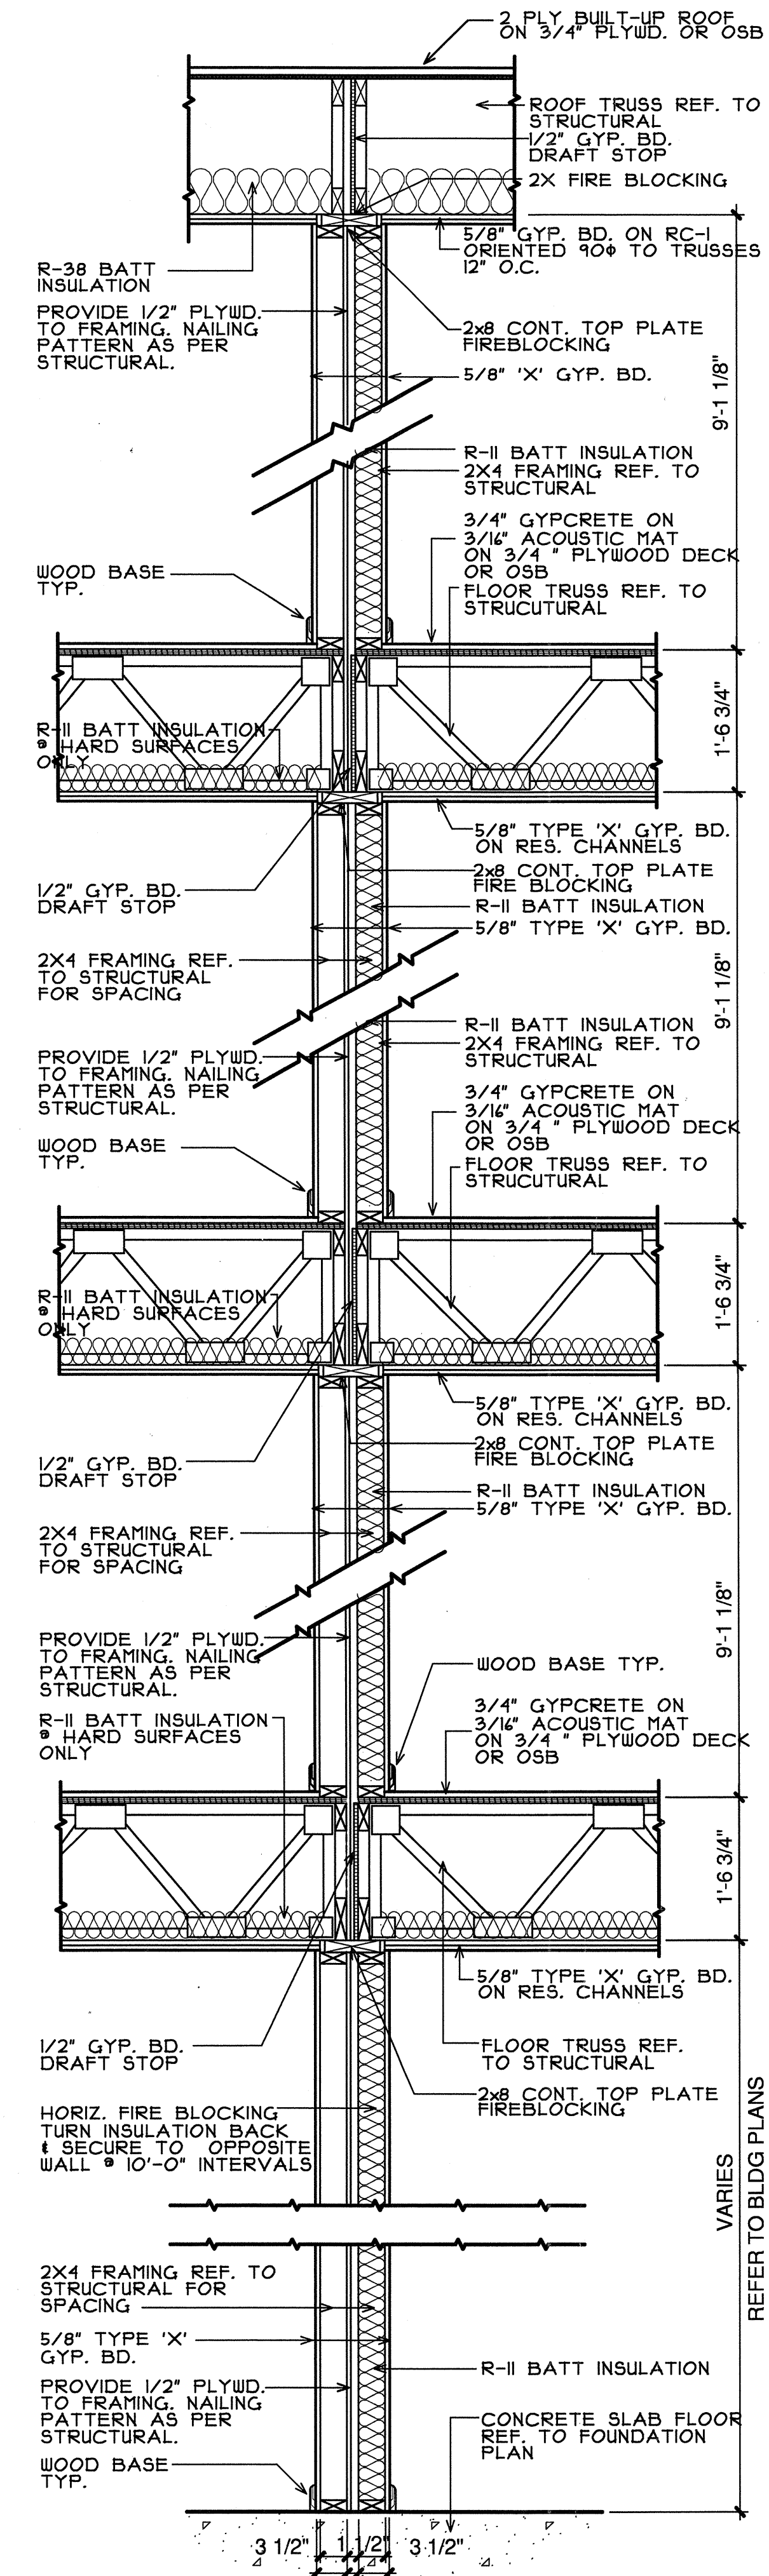 2 PLY BUILT-UP ROOF
ON 3/4" PLYWD. OR OSB
ROOF TRUSS REF. TO
STRUCTURAL
1/2" GYP. BD.
DRAFT STOP
2X FIRE BLOCKING
5/8" GYP. BD. ON RC-1
ORIENTED 90φ TO TRUSSES
12" O.C.
R-38 BATT
INSULATION
PROVIDE 1/2" PLYWD.
TO FRAMING. NAILING
PATTERN AS PER
STRUCTURAL.
2x8 CONT. TOP PLATE
FIREBLOCKING
5/8" 'X' GYP. BD.
9'-1 1/8"
R-11 BATT INSULATION
2X4 FRAMING REF. TO
STRUCTURAL
3/4" GYPCRETE ON
3/16" ACOUSTIC MAT
ON 3/4 " PLYWOOD DECK
OR OSB
WOOD BASE
TYP.
FLOOR TRUSS REF. TO
STRUCUTURAL
R-11 BATT INSULATION
@ HARD SURFACES
ONLY
1'-6 3/4"
5/8" TYPE 'X' GYP. BD.
ON RES. CHANNELS
2x8 CONT. TOP PLATE
FIRE BLOCKING
1/2" GYP. BD.
DRAFT STOP
R-11 BATT INSULATION
5/8" TYPE 'X' GYP. BD.
2X4 FRAMING REF.
TO STRUCTURAL
FOR SPACING
9'-1 1/8"
R-11 BATT INSULATION
2X4 FRAMING REF. TO
STRUCTURAL
PROVIDE 1/2" PLYWD.
TO FRAMING. NAILING
PATTERN AS PER
STRUCTURAL.
3/4" GYPCRETE ON
3/16" ACOUSTIC MAT
ON 3/4 " PLYWOOD DECK
OR OSB
WOOD BASE
TYP.
FLOOR TRUSS REF. TO
STRUCUTURAL
R-11 BATT INSULATION
@ HARD SURFACES
ONLY
1'-6 3/4"
5/8" TYPE 'X' GYP. BD.
ON RES. CHANNELS
2x8 CONT. TOP PLATE
FIRE BLOCKING
1/2" GYP. BD.
DRAFT STOP
R-11 BATT INSULATION
5/8" TYPE 'X' GYP. BD.
2X4 FRAMING REF.
TO STRUCTURAL
FOR SPACING
9'-1 1/8"
PROVIDE 1/2" PLYWD.
TO FRAMING. NAILING
PATTERN AS PER
STRUCTURAL.
WOOD BASE TYP.
R-11 BATT INSULATION
@ HARD SURFACES
ONLY
3/4" GYPCRETE ON
3/16" ACOUSTIC MAT
ON 3/4 " PLYWOOD DECK
OR OSB
1'-6 3/4"
5/8" TYPE 'X' GYP. BD.
ON RES. CHANNELS
1/2" GYP. BD.
DRAFT STOP
FLOOR TRUSS REF.
TO STRUCTURAL
2x8 CONT. TOP PLATE
FIREBLOCKING
HORIZ. FIRE BLOCKING
TURN INSULATION BACK
& SECURE TO OPPOSITE
WALL @ 10'-0" INTERVALS
VARIES
REFER TO BLDG PLANS
2X4 FRAMING REF. TO
STRUCTURAL FOR
SPACING
5/8" TYPE 'X'
GYP. BD.
R-11 BATT INSULATION
PROVIDE 1/2" PLYWD.
TO FRAMING. NAILING
PATTERN AS PER
STRUCTURAL.
CONCRETE SLAB FLOOR
REF. TO FOUNDATION
PLAN
WOOD BASE
TYP.
3 1/2" 1 1/2" 3 1/2"